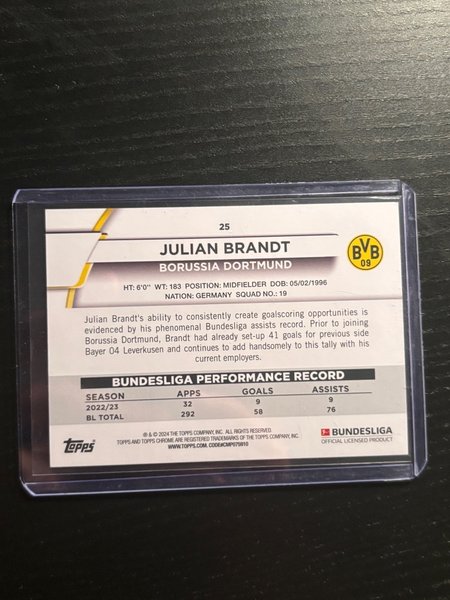 25
JULIAN BRANDT
BORUSSIA DORTMUND
BVB
09
HT: 6'0" WT: 183 POSITION: MIDFIELDER DOB: 05/02/1996
NATION: GERMANY SQUAD NO.: 19
Julian Brandt's ability to consistently create goalscoring opportunities is
evidenced by his phenomenal Bundesliga assists record. Prior to joining
Borussia Dortmund, Brandt had already set-up 41 goals for previous side
Bayer 04 Leverkusen and continues to add handsomely to this tally with his
current employers.
BUNDESLIGA PERFORMANCE RECORD
SEASON APPS GOALS ASSISTS
2022/23 32 9 9
BL TOTAL 292 58 76
® & © 2024 THE TOPPS COMPANY, INC. ALL RIGHTS RESERVED.
TOPPS AND TOPPS CHROME ARE REGISTERED TRADEMARKS OF THE TOPPS COMPANY, INC.
WWW.TOPPS.COM. CODE#CMP075910
Topps
BUNDESLIGA
OFFICIAL LICENSED PRODUCT